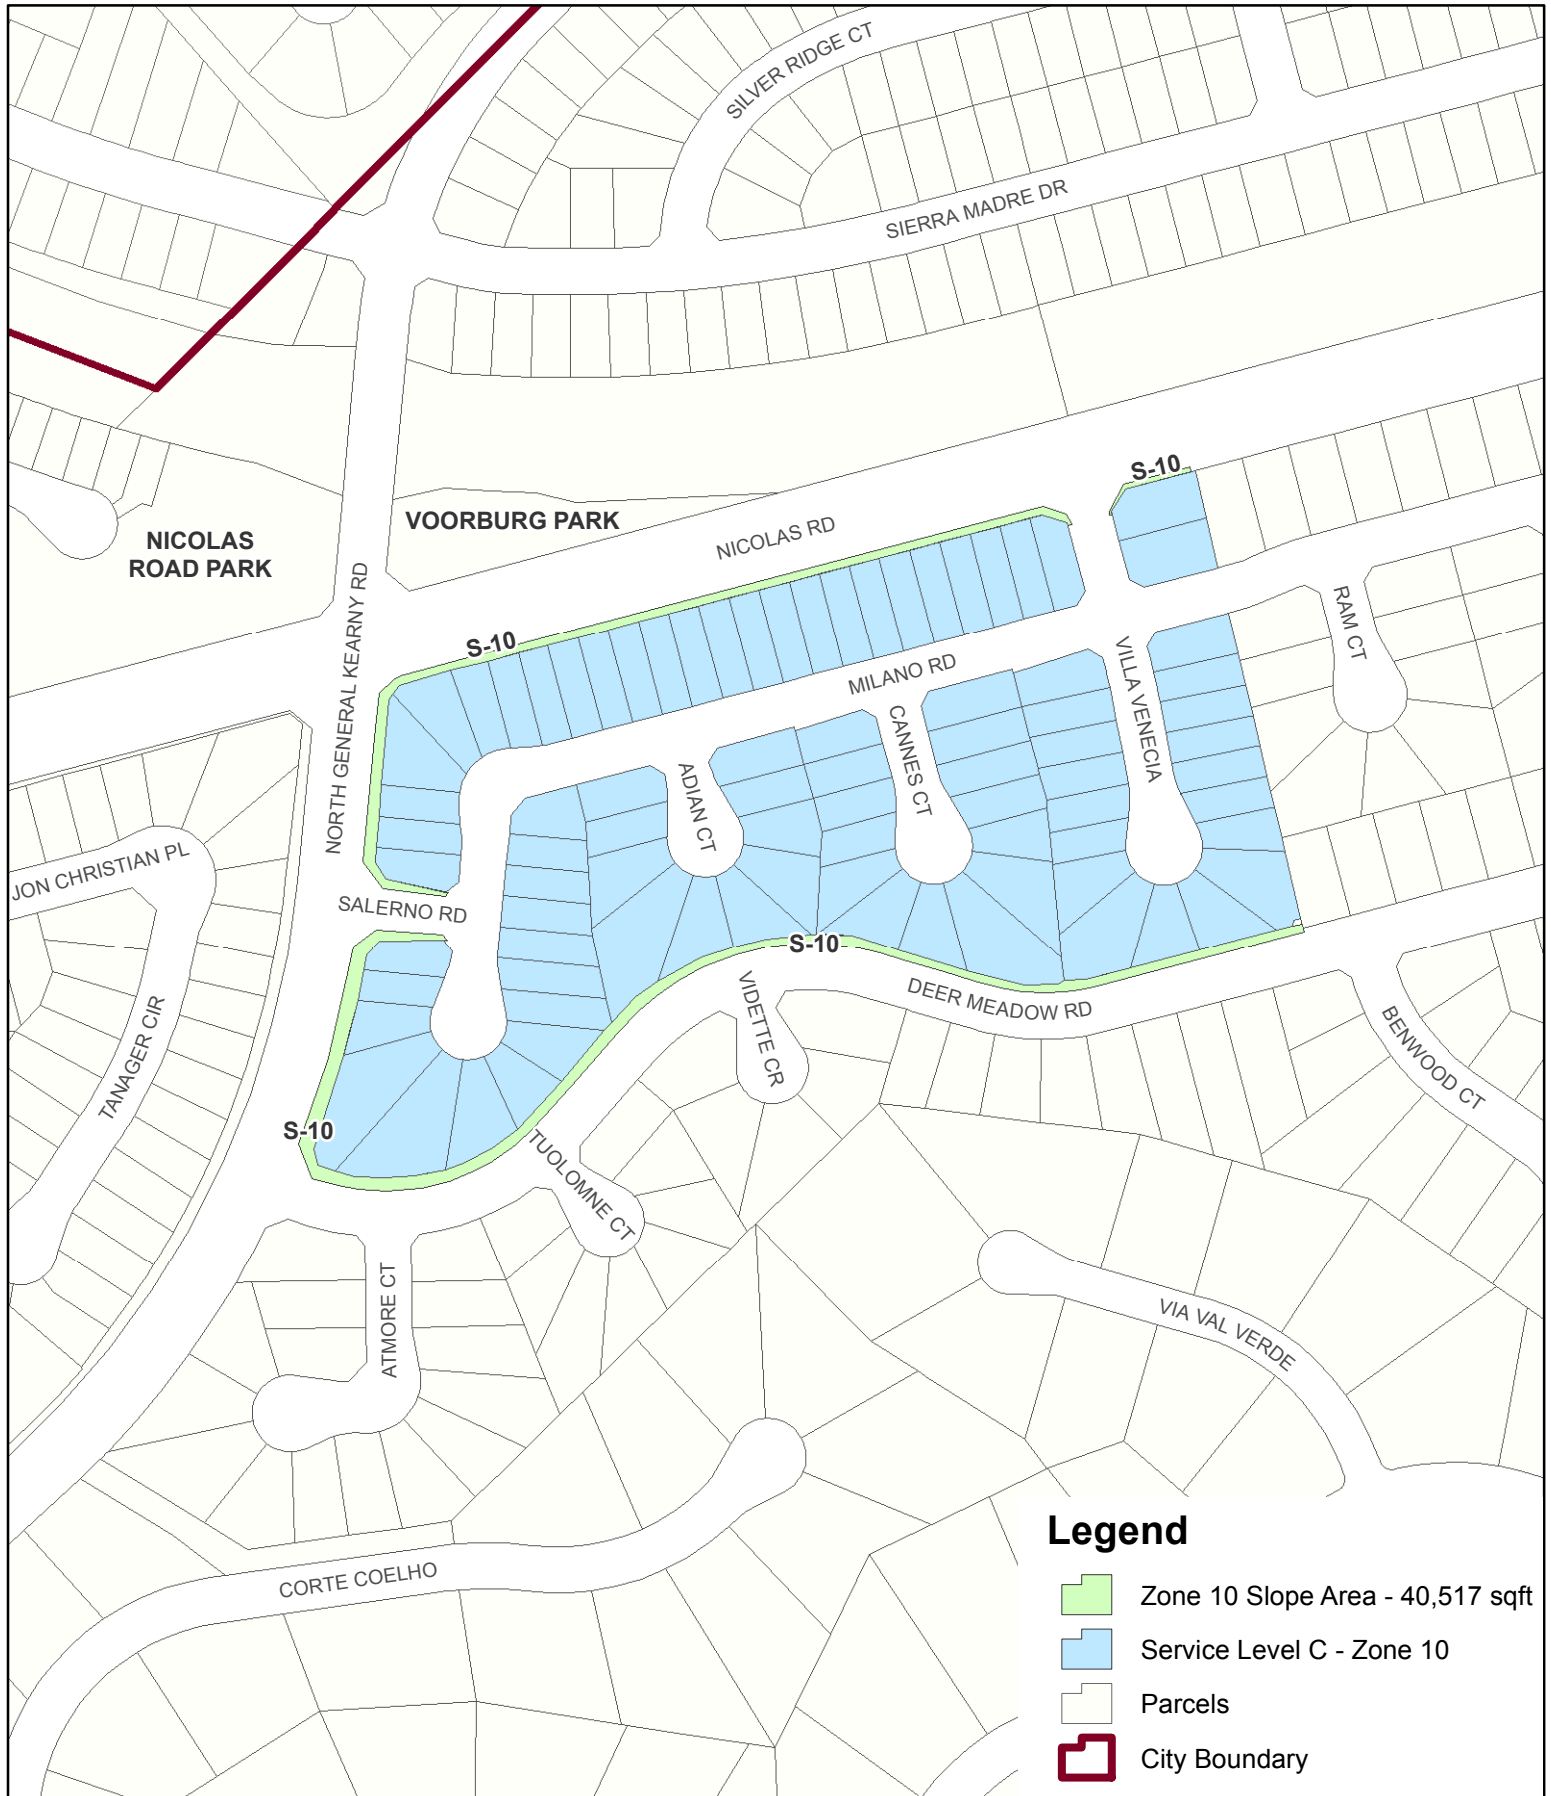 SILVER RIDGE CT
SIERRA MADRE DR
S-10
VOORBURG PARK
NICOLAS
ROAD PARK
NICOLAS RD
NORTH GENERAL KEARNY RD
S-10
RAM CT
MILANO RD
VILLA VENECIA
CANNES CT
ADIAN CT
JON CHRISTIAN PL
SALERNO RD
S-10
VIDETTE CR
DEER MEADOW RD
BENWOOD CT
TANAGER CIR
S-10
TUOLOMNE CT
ATMORE CT
VIA VAL VERDE
CORTE COELHO
Legend
Zone 10 Slope Area - 40,517 sqft
Service Level C - Zone 10
Parcels
City Boundary